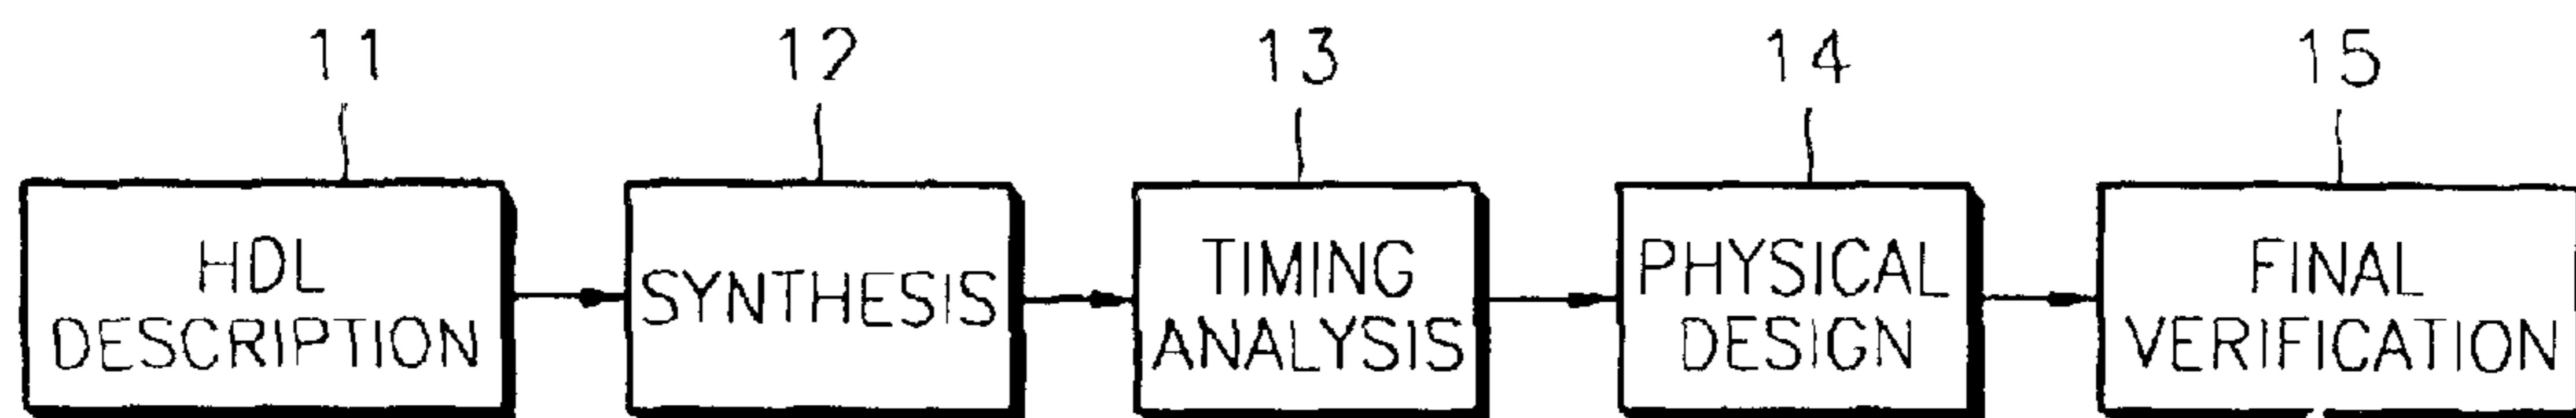 11
12
13
14
15
HDL
DESCRIPTION
SYNTHESIS
TIMING
ANALYSIS
PHYSICAL
DESIGN
FINAL
VERIFICATION